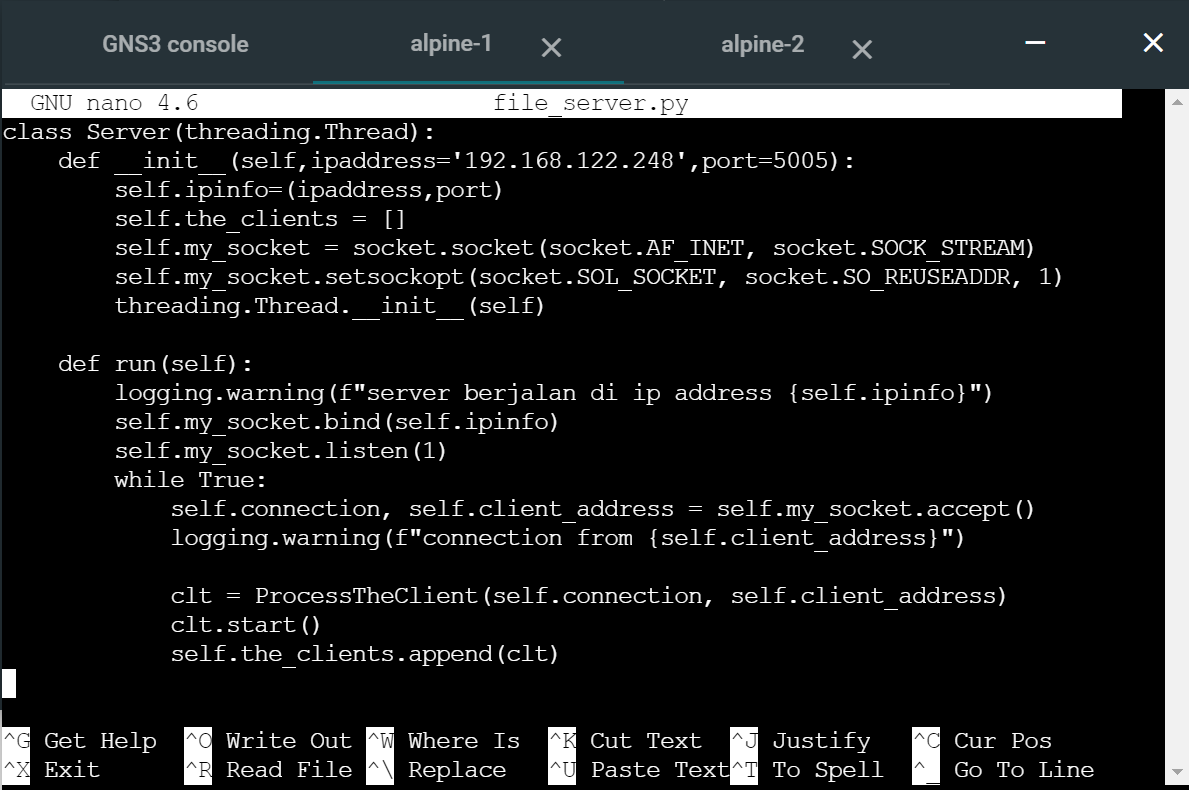 GNS3 console alpine-1 alpine-2
GNU nano 4.6 file_server.py
class Server(threading.Thread):
    def __init__(self,ipaddress='192.168.122.248',port=5005):
        self.ipinfo=(ipaddress,port)
        self.the_clients = []
        self.my_socket = socket.socket(socket.AF_INET, socket.SOCK_STREAM)
        self.my_socket.setsockopt(socket.SOL_SOCKET, socket.SO_REUSEADDR, 1)
        threading.Thread.__init__(self)

    def run(self):
        logging.warning(f"server berjalan di ip address {self.ipinfo}")
        self.my_socket.bind(self.ipinfo)
        self.my_socket.listen(1)
        while True:
            self.connection, self.client_address = self.my_socket.accept()
            logging.warning(f"connection from {self.client_address}")

            clt = ProcessTheClient(self.connection, self.client_address)
            clt.start()
            self.the_clients.append(clt)

^G Get Help ^O Write Out ^W Where Is ^K Cut Text ^J Justify ^C Cur Pos
^X Exit ^R Read File ^\ Replace ^U Paste Text ^T To Spell ^_ Go To Line